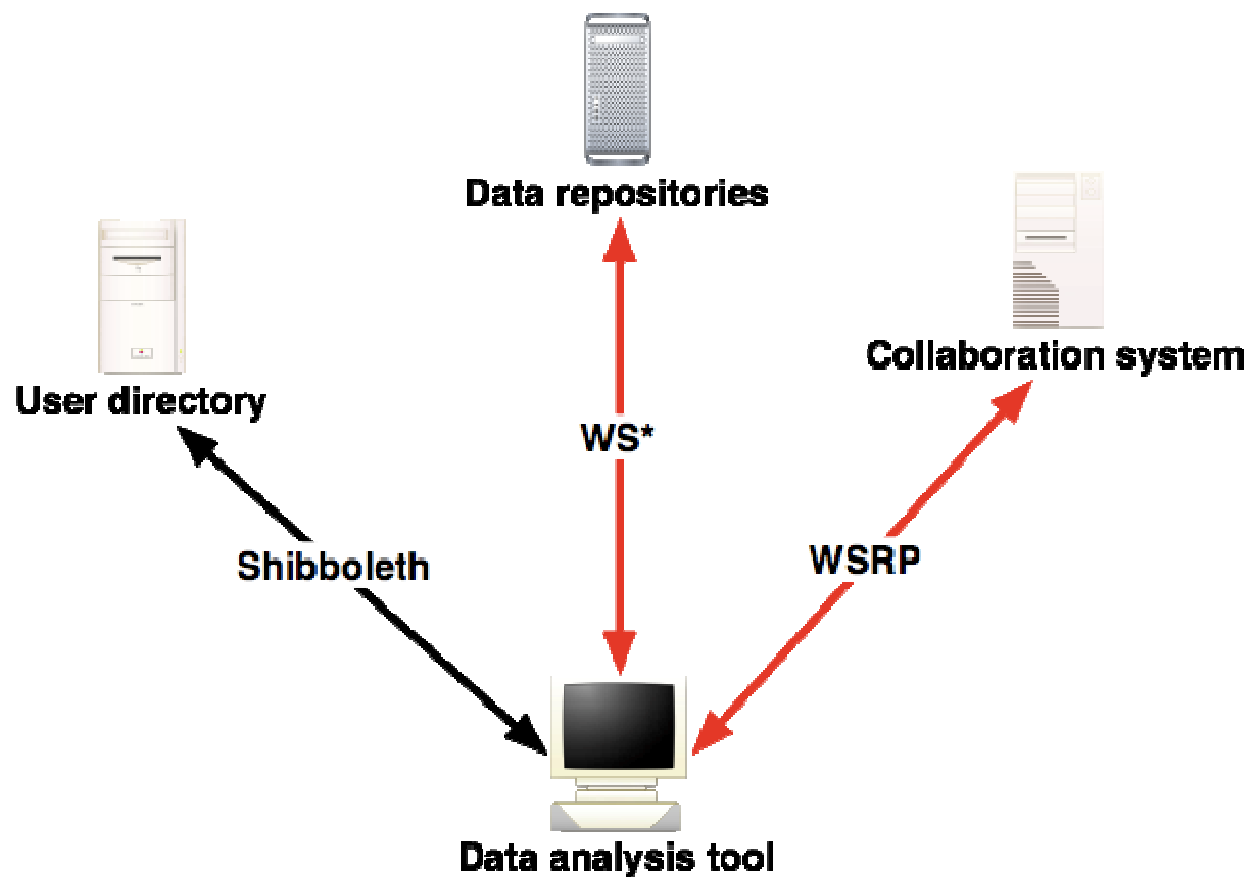 Data repositories
Collaboration system
User directory
WS*
Shibboleth
WSRP
Data analysis tool